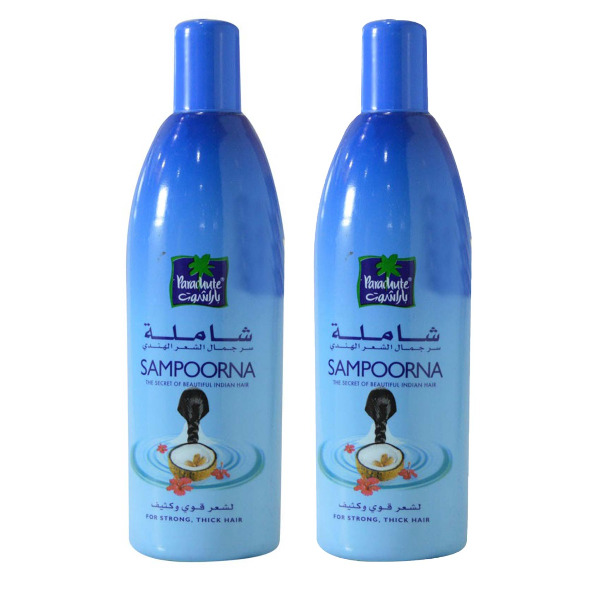 Parachute®
باراشوت
شاملة
سر جمال الشعر الهندي
SAMPOORNA
THE SECRET OF BEAUTIFUL INDIAN HAIR
لشعر قوي وكثيف
FOR STRONG, THICK HAIR
Parachute®
باراشوت
شاملة
سر جمال الشعر الهندي
SAMPOORNA
THE SECRET OF BEAUTIFUL INDIAN HAIR
لشعر قوي وكثيف
FOR STRONG, THICK HAIR